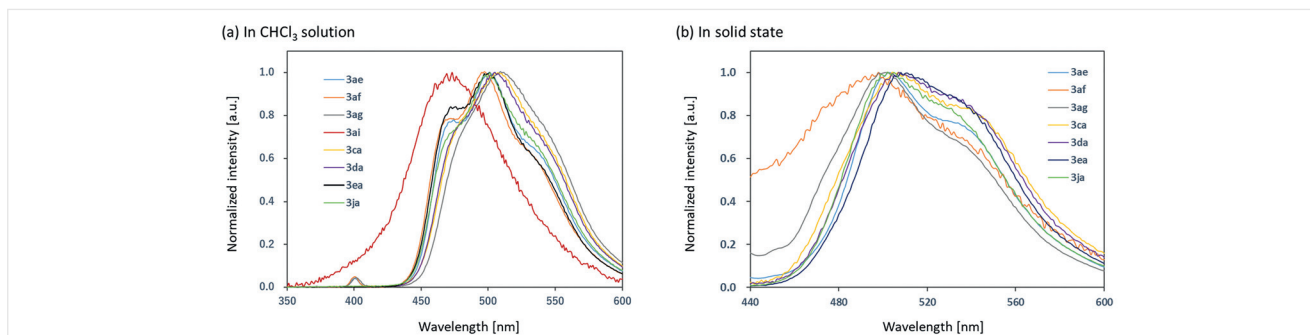 (a) In CHCl3 solution
Normalized intensity [a.u.]
1.0
0.8
0.6
0.4
0.2
0.0
3ae
3af
3ag
3ai
3ca
3da
3ea
3ja
350 400 450 500 550 600
Wavelength [nm]
(b) In solid state
Normalized intensity [a.u.]
1.0
0.8
0.6
0.4
0.2
0.0
3ae
3af
3ag
3ca
3da
3ea
3ja
440 480 520 560 600
Wavelength [nm]